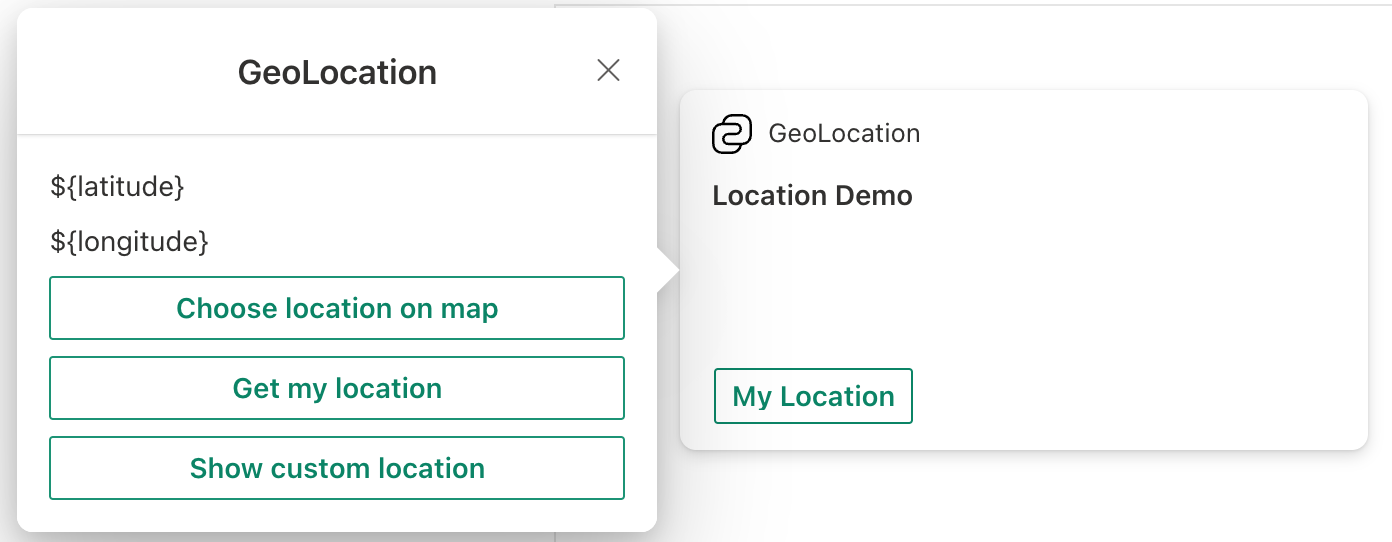 GeoLocation
${latitude}
${longitude}
Choose location on map
Get my location
Show custom location
GeoLocation
Location Demo
My Location